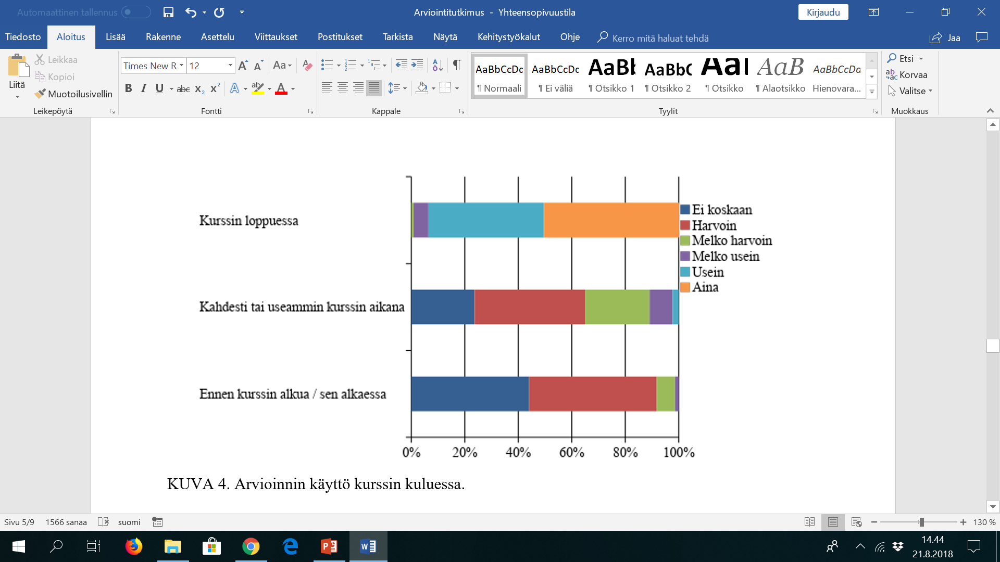 Automaattinen tallennus
Arviointitutkimus - Yhteensopivuustila
Kirjaudu
Tiedosto Aloitus Lisää Rakenne Asettelu Viittaukset Postitukset Tarkista Näytä Kehitystyökalut Ohje Kerro mitä haluat tehdä Jaa
Liitä
Leikkaa
Kopioi
Muotoilusivellin
Leikepöytä
Times New R 12
Fontti
Kappale
AaBbCcDc AaBbCcDc AaBb AaBbC AaB AaBbCcDa
¶ Normaali ¶ Ei väliä ¶ Otsikko 1 ¶ Otsikko 2 ¶ Otsikko ¶ Alaotsikko Hienovara...
Tyylit
Etsi
Korvaa
Valitse
Muokkaus
Kurssin loppuessa
Kahdesti tai useammin kurssin aikana
Ennen kurssin alkua / sen alkaessa
Ei koskaan
Harvoin
Melko harvoin
Melko usein
Usein
Aina
0% 20% 40% 60% 80% 100%
KUVA 4. Arvioinnin käyttö kurssin kuluessa.
Sivu 5/9 1566 sanaa suomi 130 %
14.44
21.8.2018